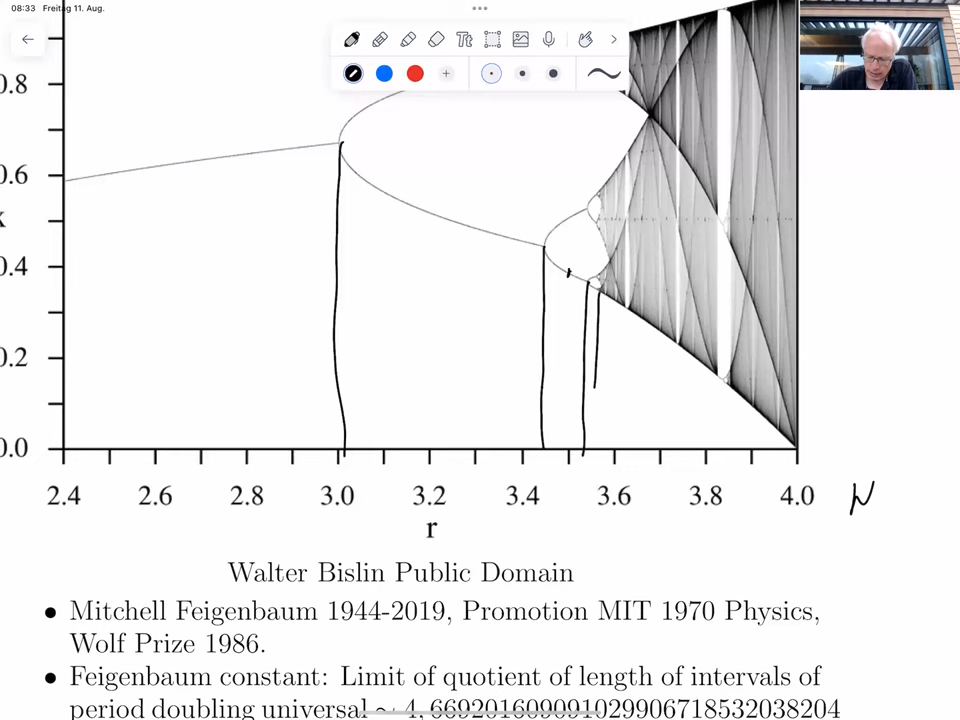 08:33 Freitag 11. Aug.
Tt
0.8
0.6
0.4
0.2
0.0
2.4 2.6 2.8 3.0 3.2 3.4 3.6 3.8 4.0
r
Walter Bislin Public Domain
• Mitchell Feigenbaum 1944-2019, Promotion MIT 1970 Physics,
Wolf Prize 1986.
• Feigenbaum constant: Limit of quotient of length of intervals of
period doubling universal ~ 4, 669201609091029906718532038204